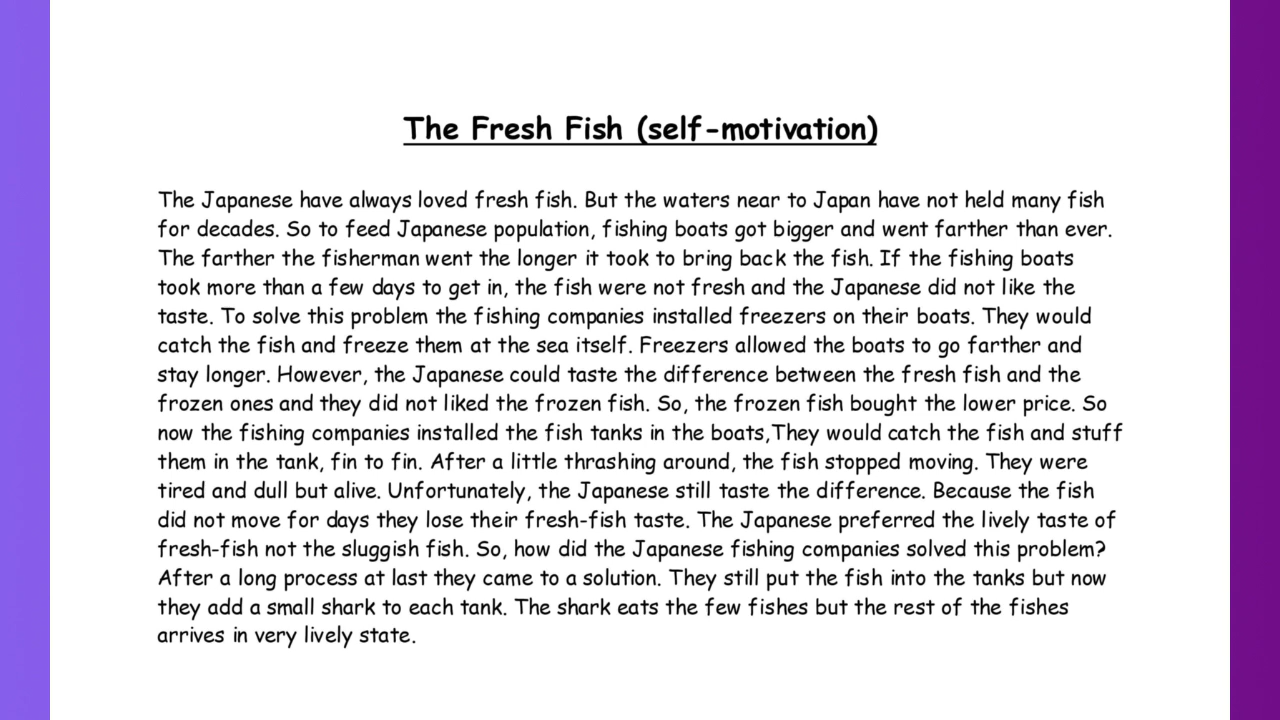 The Fresh Fish (self-motivation)
The Japanese have always loved fresh fish. But the waters near to Japan have not held many fish
for decades. So to feed Japanese population, fishing boats got bigger and went farther than ever.
The farther the fisherman went the longer it took to bring back the fish. If the fishing boats
took more than a few days to get in, the fish were not fresh and the Japanese did not like the
taste. To solve this problem the fishing companies installed freezers on their boats. They would
catch the fish and freeze them at the sea itself. Freezers allowed the boats to go farther and
stay longer. However, the Japanese could taste the difference between the fresh fish and the
frozen ones and they did not liked the frozen fish. So, the frozen fish bought the lower price. So
now the fishing companies installed the fish tanks in the boats,They would catch the fish and stuff
them in the tank, fin to fin. After a little thrashing around, the fish stopped moving. They were
tired and dull but alive. Unfortunately, the Japanese still taste the difference. Because the fish
did not move for days they lose their fresh-fish taste. The Japanese preferred the lively taste of
fresh-fish not the sluggish fish. So, how did the Japanese fishing companies solved this problem?
After a long process at last they came to a solution. They still put the fish into the tanks but now
they add a small shark to each tank. The shark eats the few fishes but the rest of the fishes
arrives in very lively state.